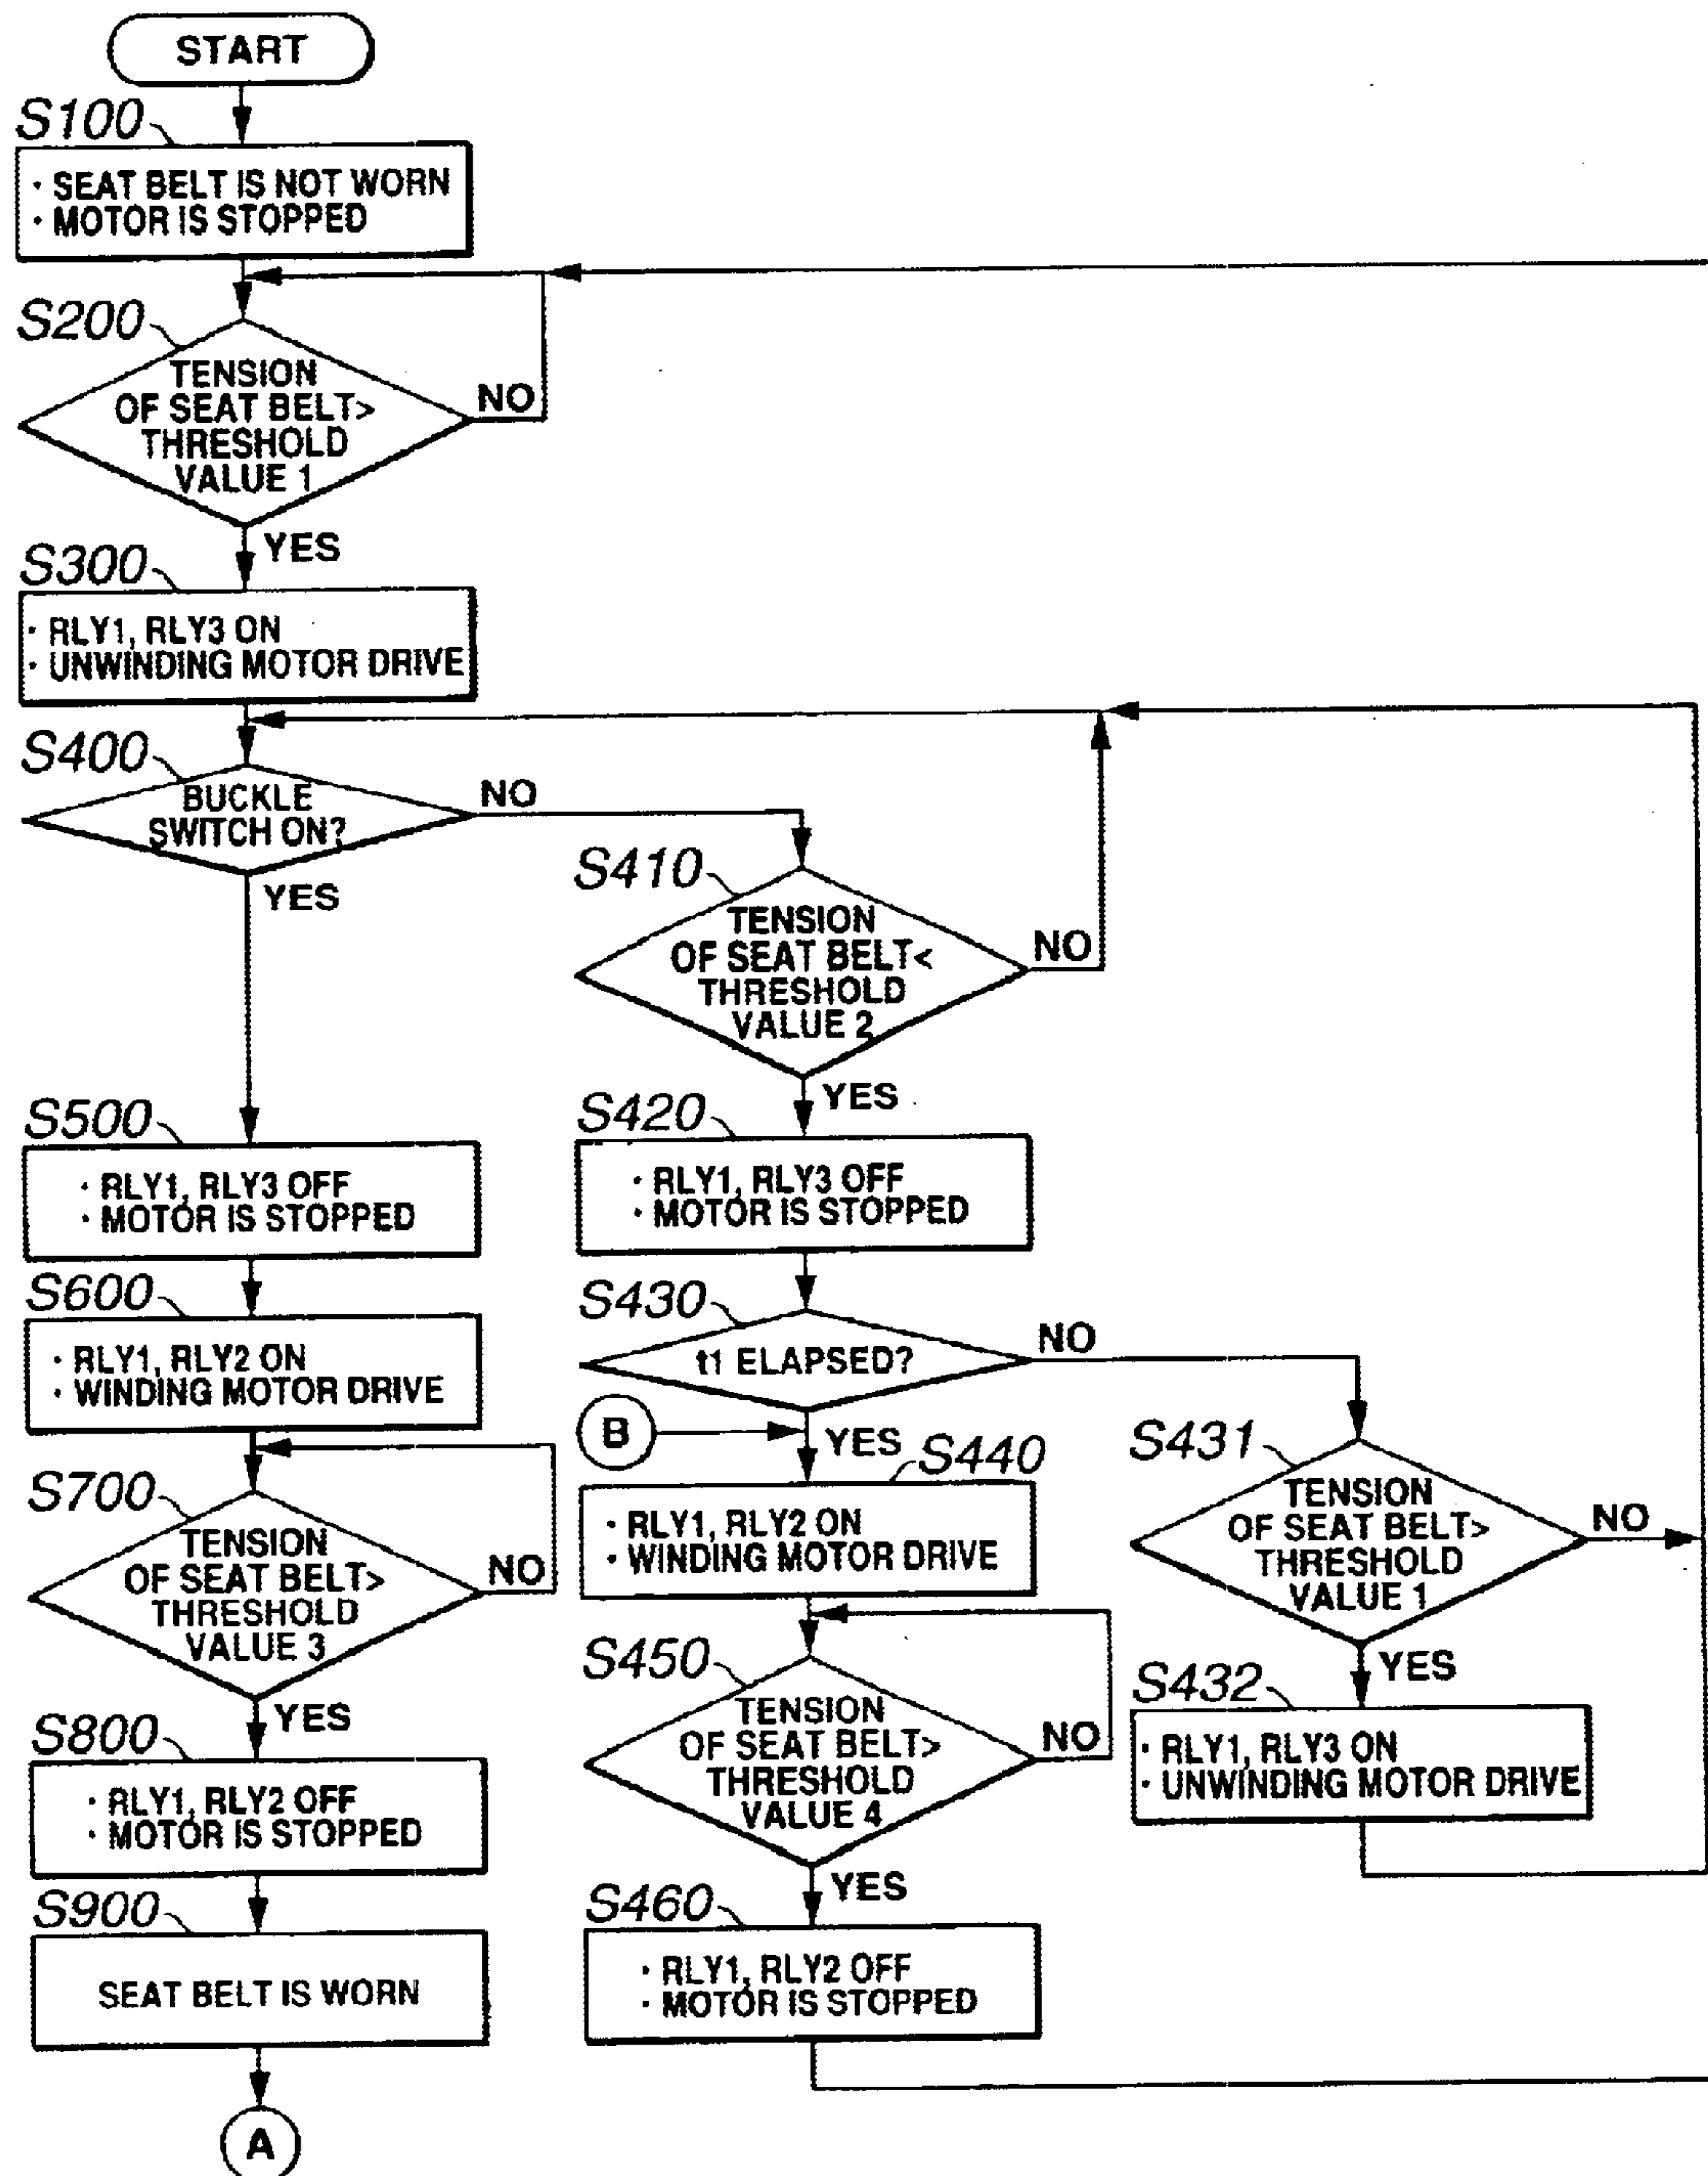 START
S100
· SEAT BELT IS NOT WORN
· MOTOR IS STOPPED
S200
TENSION
OF SEAT BELT>
THRESHOLD
VALUE 1
NO
YES
S300
· RLY1, RLY3 ON
· UNWINDING MOTOR DRIVE
S400
BUCKLE
SWITCH ON?
NO
YES
S410
TENSION
OF SEAT BELT<
THRESHOLD
VALUE 2
NO
YES
S500
· RLY1, RLY3 OFF
· MOTOR IS STOPPED
S420
· RLY1, RLY3 OFF
· MOTOR IS STOPPED
S600
· RLY1, RLY2 ON
· WINDING MOTOR DRIVE
S430
t1 ELAPSED?
NO
B
YES
S440
· RLY1, RLY2 ON
· WINDING MOTOR DRIVE
S431
TENSION
OF SEAT BELT>
THRESHOLD
VALUE 1
NO
YES
S700
TENSION
OF SEAT BELT>
THRESHOLD
VALUE 3
NO
YES
S450
TENSION
OF SEAT BELT>
THRESHOLD
VALUE 4
NO
YES
S432
· RLY1, RLY3 ON
· UNWINDING MOTOR DRIVE
S800
· RLY1, RLY2 OFF
· MOTOR IS STOPPED
S460
· RLY1, RLY2 OFF
· MOTOR IS STOPPED
S900
SEAT BELT IS WORN
A